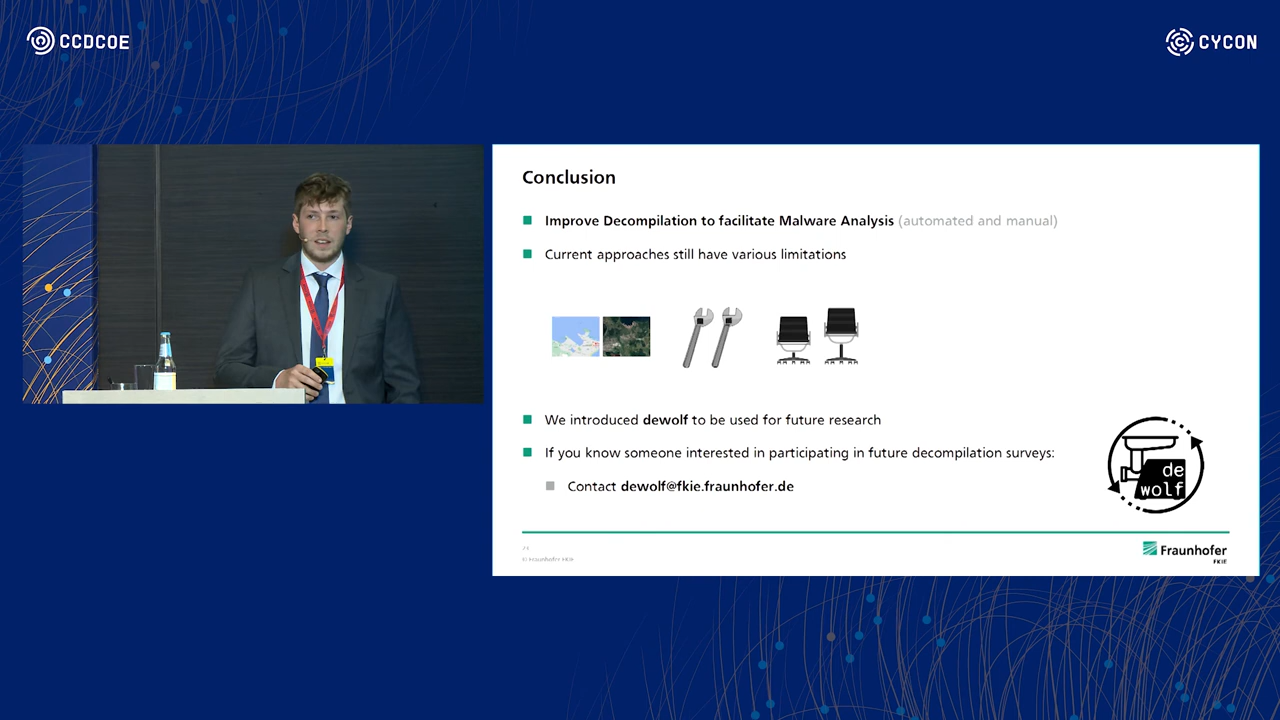 CCDCOE
CYCON
Conclusion
Improve Decompilation to facilitate Malware Analysis (automated and manual)
Current approaches still have various limitations
We introduced dewolf to be used for future research
If you know someone interested in participating in future decompilation surveys:
Contact dewolf@fkie.fraunhofer.de
de
wolf
© Fraunhofer FKIE
Fraunhofer
FKIE